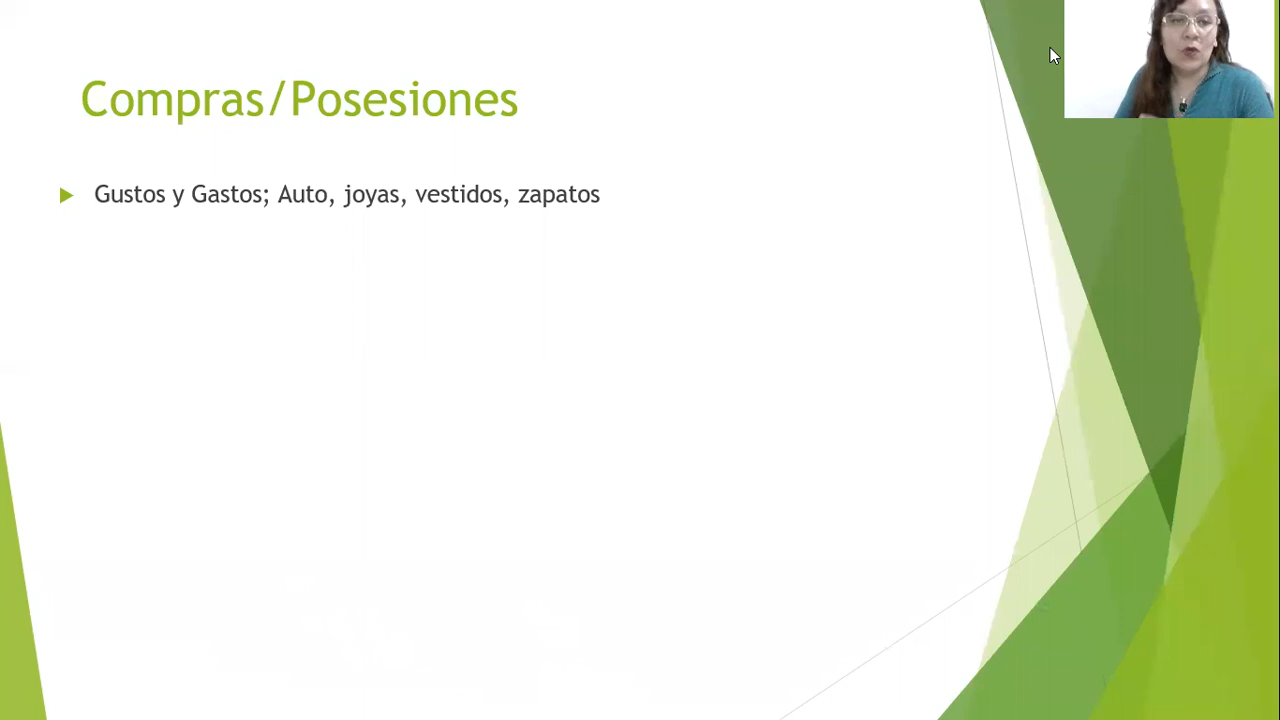 Compras/Posesiones
Gustos y Gastos; Auto, joyas, vestidos, zapatos